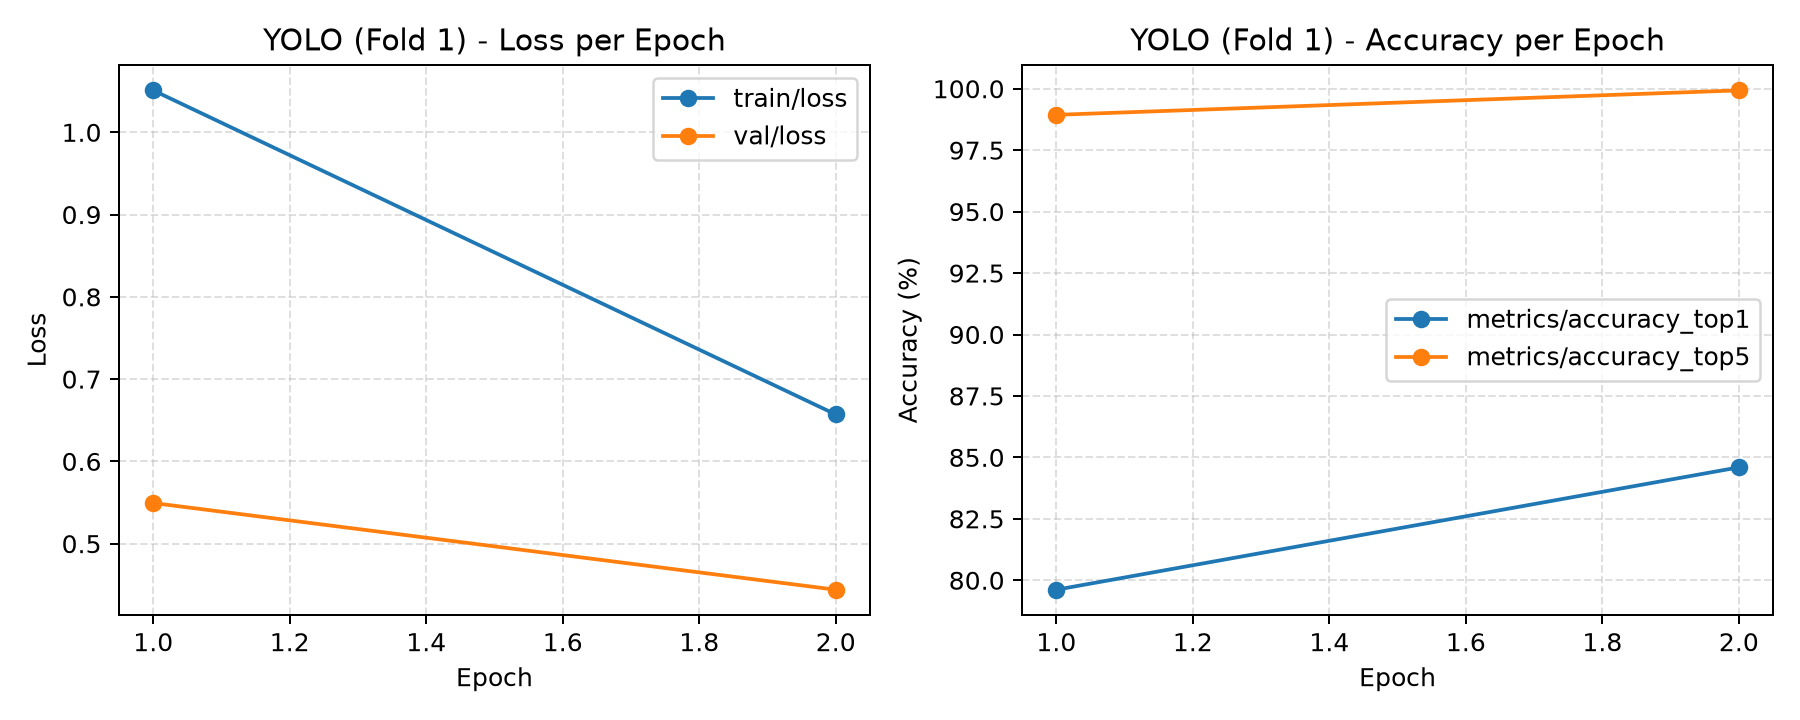 YOLO (Fold 1) - Loss per Epoch
train/loss
val/loss
1.0
0.9
0.8
0.7
0.6
0.5
Loss
1.0 1.2 1.4 1.6 1.8 2.0
Epoch
YOLO (Fold 1) - Accuracy per Epoch
100.0
97.5
95.0
92.5
90.0
87.5
85.0
82.5
80.0
Accuracy (%)
metrics/accuracy_top1
metrics/accuracy_top5
1.0 1.2 1.4 1.6 1.8 2.0
Epoch